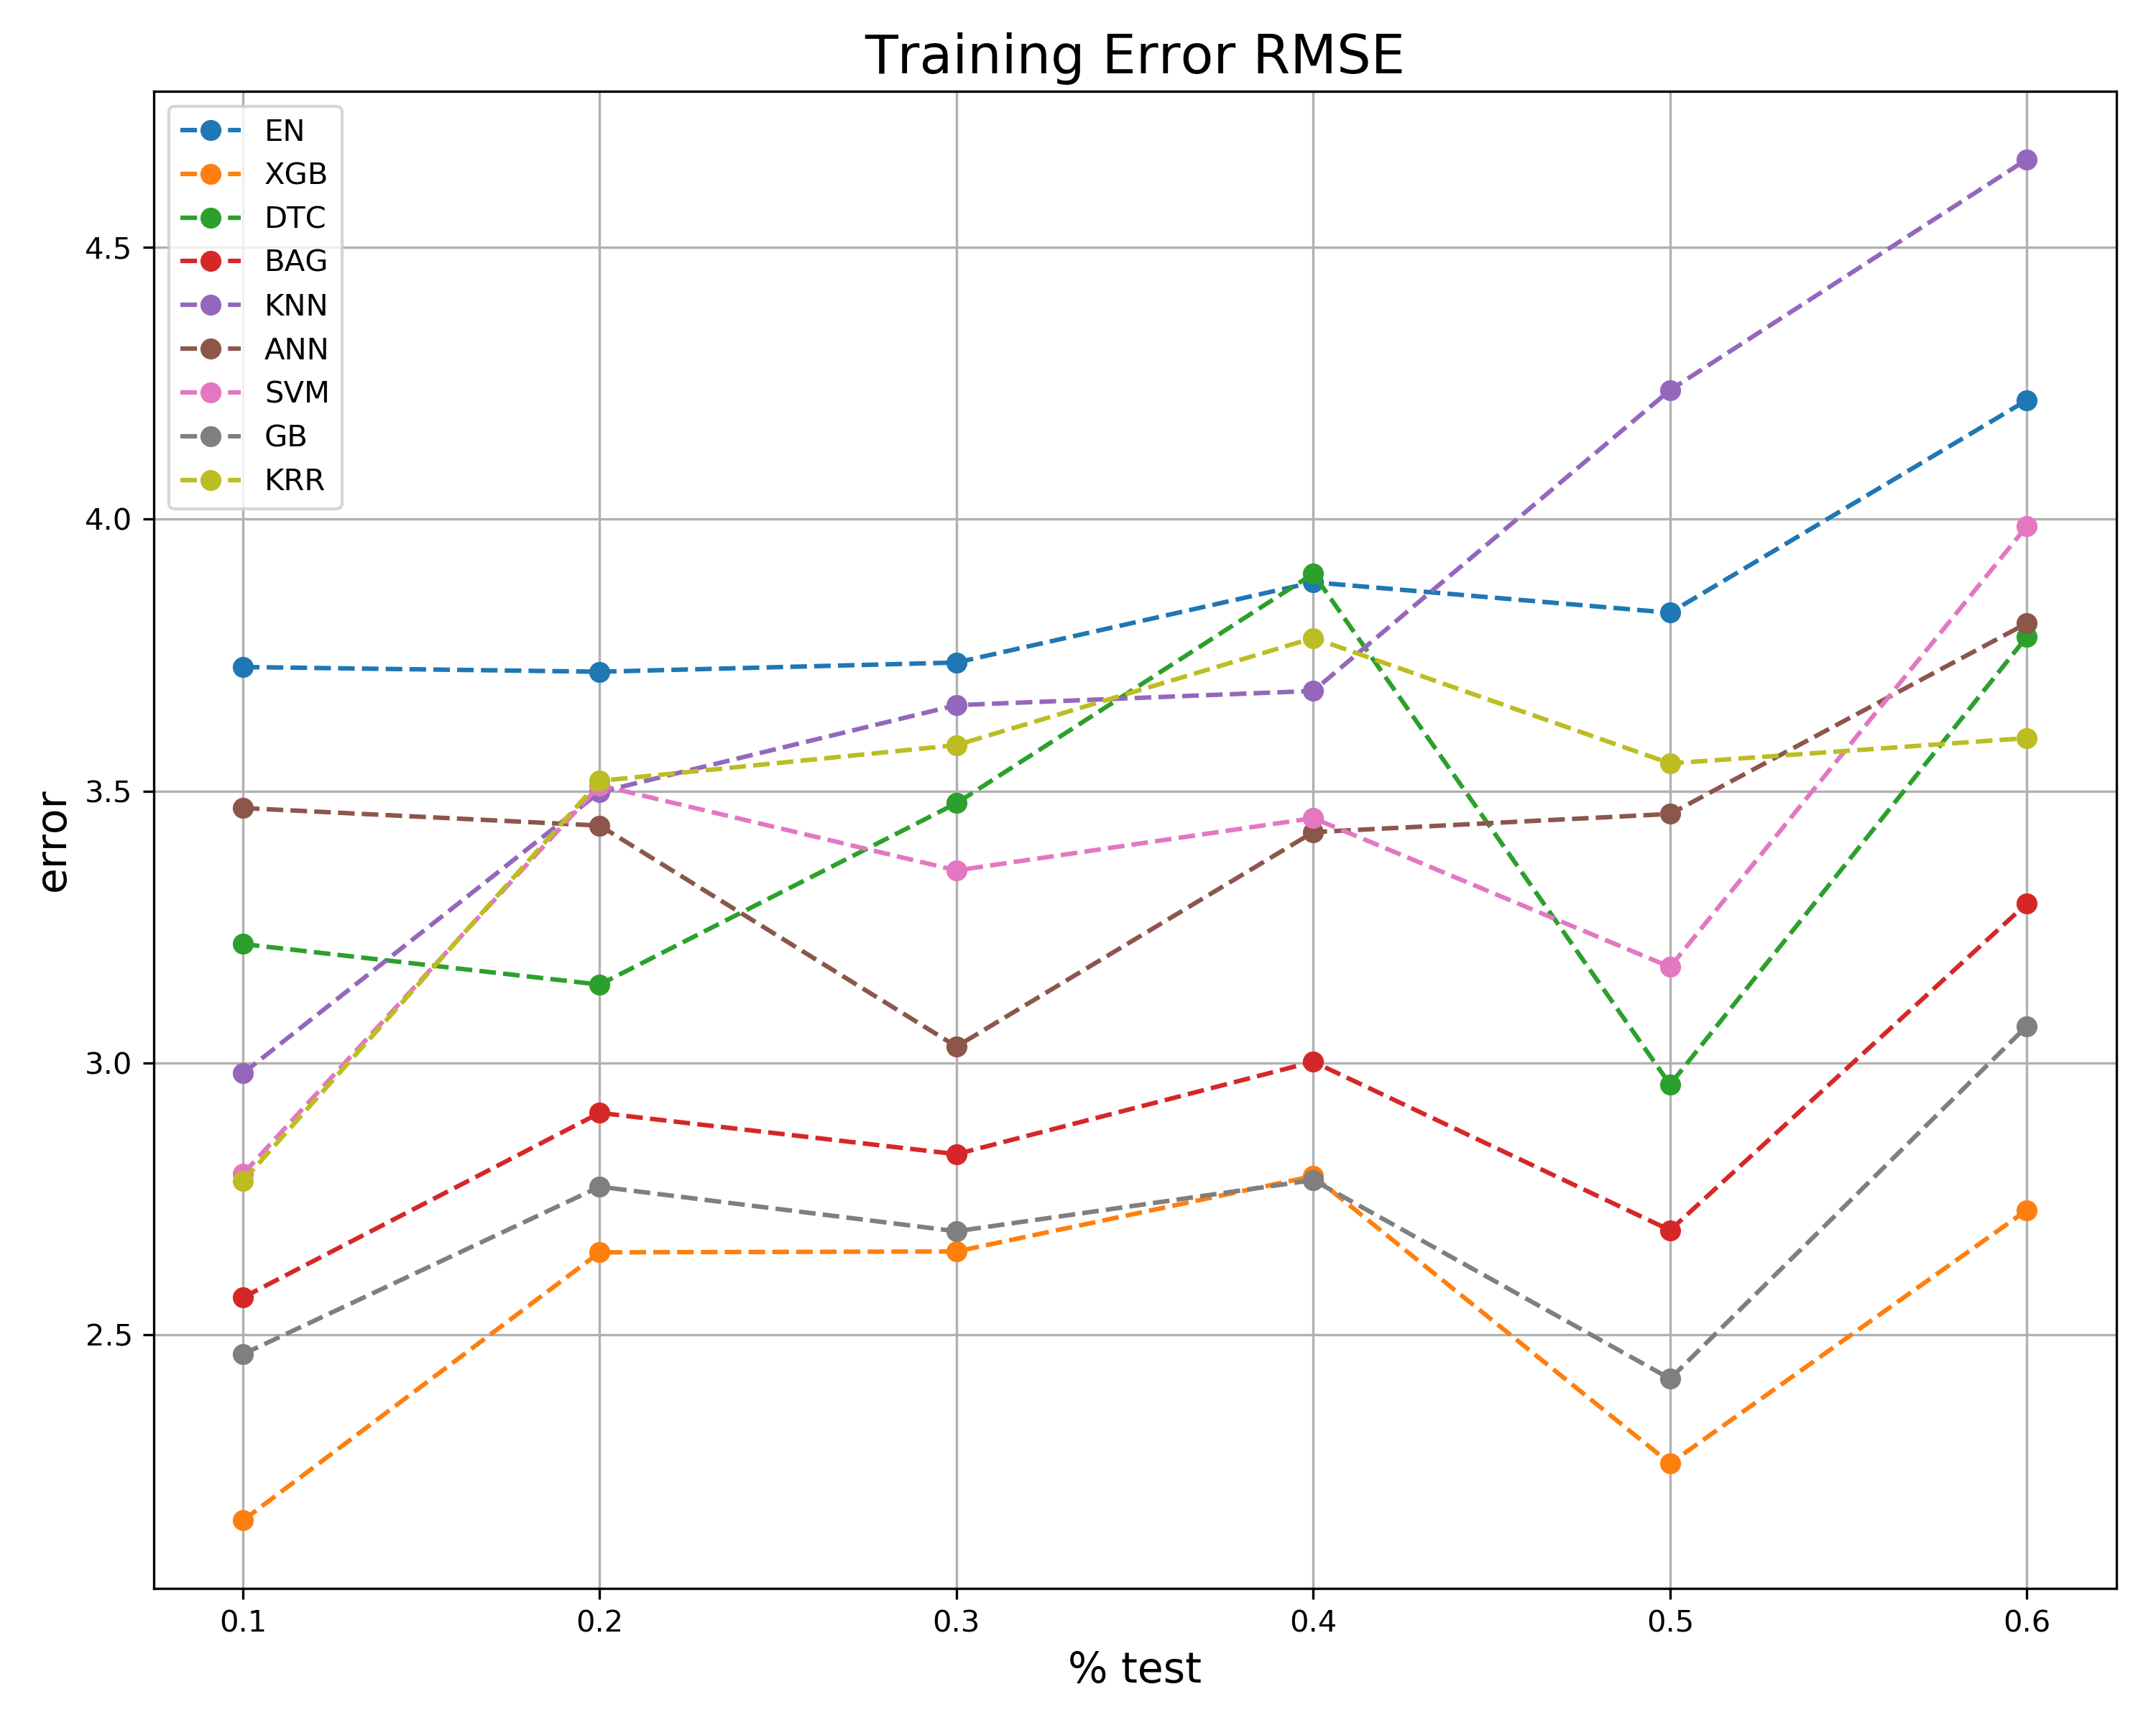 Training Error RMSE
EN
XGB
DTC
BAG
KNN
ANN
SVM
GB
KRR
4.5
4.0
3.5
3.0
2.5
error
0.1 0.2 0.3 0.4 0.5 0.6
% test